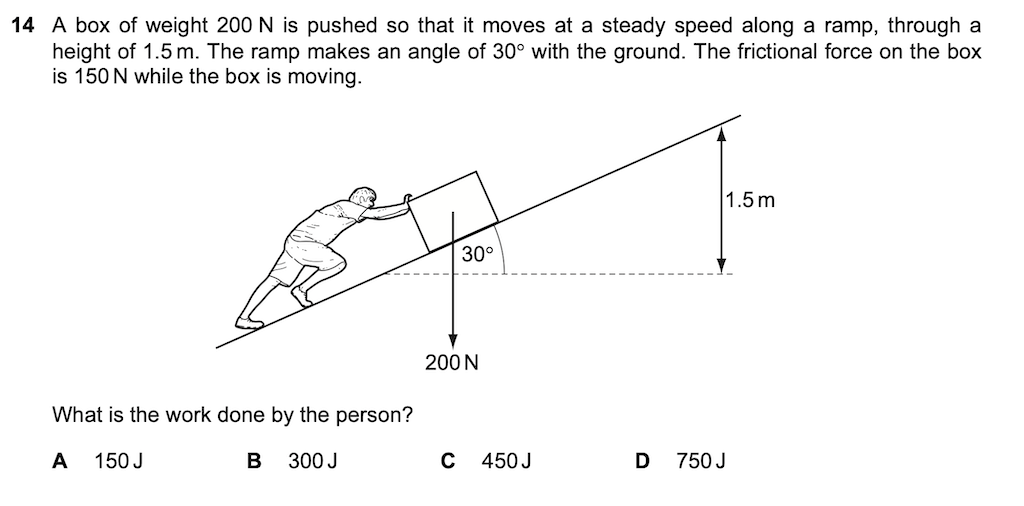 14 A box of weight 200 N is pushed so that it moves at a steady speed along a ramp, through a
height of 1.5 m. The ramp makes an angle of 30° with the ground. The frictional force on the box
is 150 N while the box is moving.
1.5 m
30°
200 N
What is the work done by the person?
A 150 J B 300 J C 450 J D 750 J